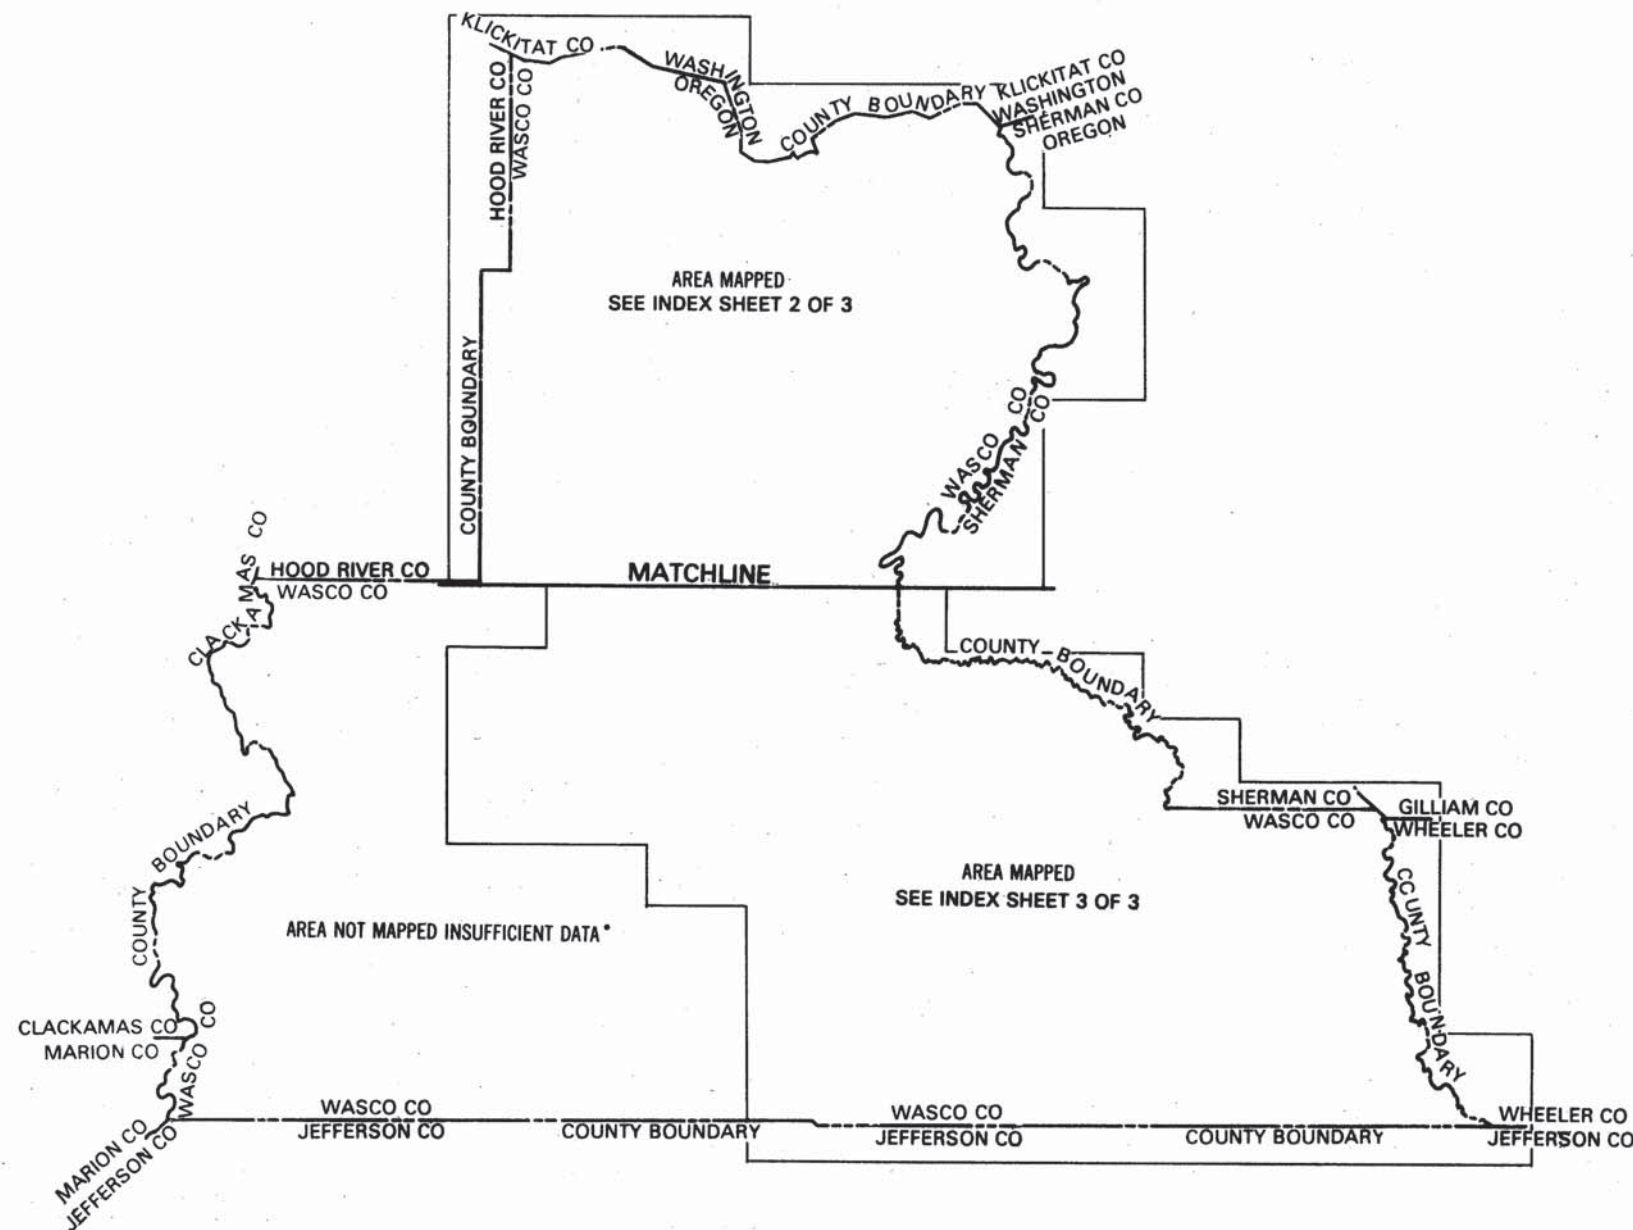 KLICKITAT CO
WASHINGTON
OREGON
COUNTY BOUNDARY
KLICKITAT CO
WASHINGTON
SHERMAN CO
OREGON
HOOD RIVER CO
WASCO CO
AREA MAPPED
SEE INDEX SHEET 2 OF 3
COUNTY BOUNDARY
WASCO CO
SHERMAN CO
CLACKAMAS CO
HOOD RIVER CO
WASCO CO
MATCHLINE
COUNTY BOUNDARY
SHERMAN CO
WASCO CO
GILLIAM CO
WHEELER CO
COUNTY BOUNDARY
AREA MAPPED
SEE INDEX SHEET 3 OF 3
AREA NOT MAPPED INSUFFICIENT DATA*
CCUNTY BOUNDARY
CLACKAMAS CO
MARION CO
WASCO CO
WASCO CO
JEFFERSON CO
COUNTY BOUNDARY
WASCO CO
JEFFERSON CO
COUNTY BOUNDARY
WHEELER CO
JEFFERSON CO
MARION CO
JEFFERSON CO